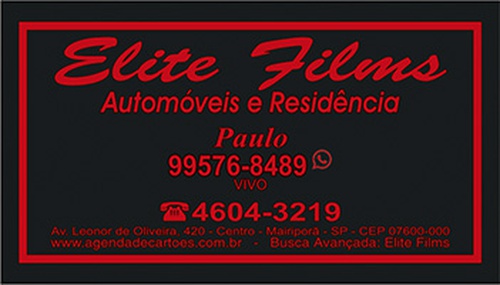 Elite Films
Automóveis e Residência
Paulo
99576-8489
VIVO
☎4604-3219
Av. Leonor de Oliveira, 420 - Centro - Mairiporã - SP - CEP 07600-000
www.agendadecartoes.com.br - Busca Avançada: Elite Films